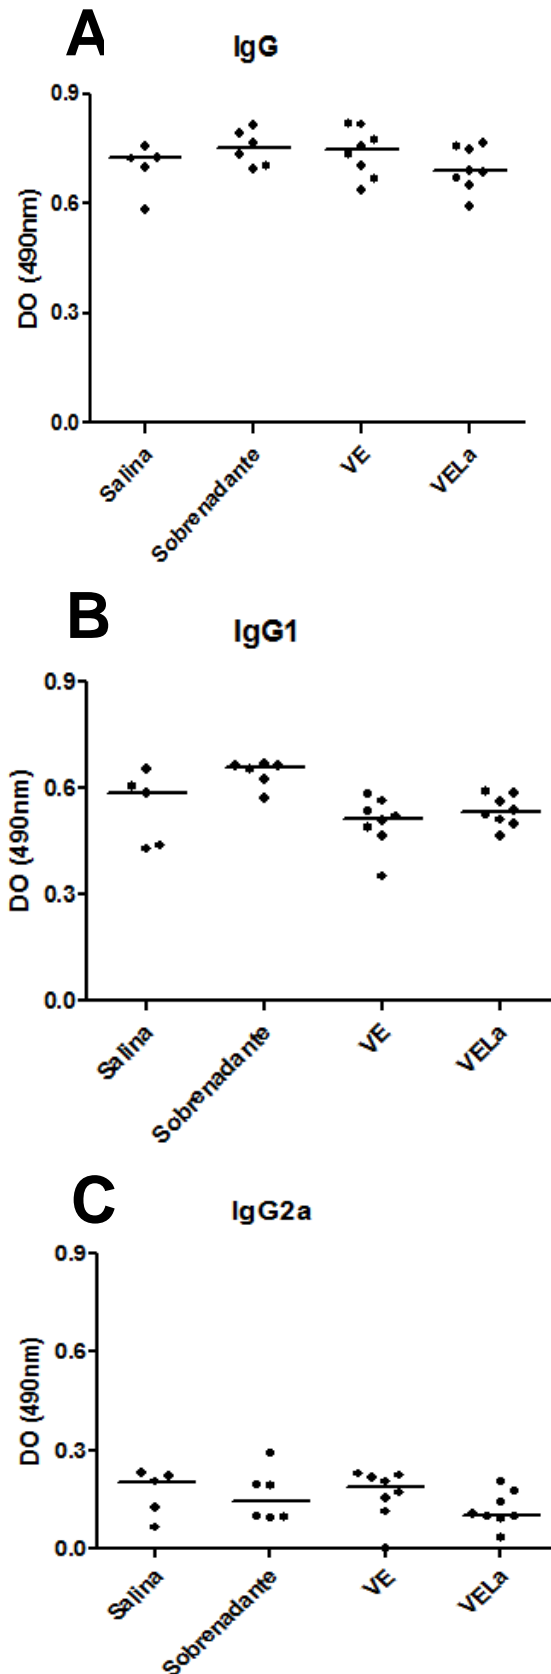 A
IgG
0.9
0.6
0.3
0.0
DO (490nm)
Salina
Sobrenadante
VE
VELa
B
IgG1
0.9
0.6
0.3
0.0
DO (490nm)
Salina
Sobrenadante
VE
VELa
C
IgG2a
0.9
0.6
0.3
0.0
DO (490nm)
Salina
Sobrenadante
VE
VELa